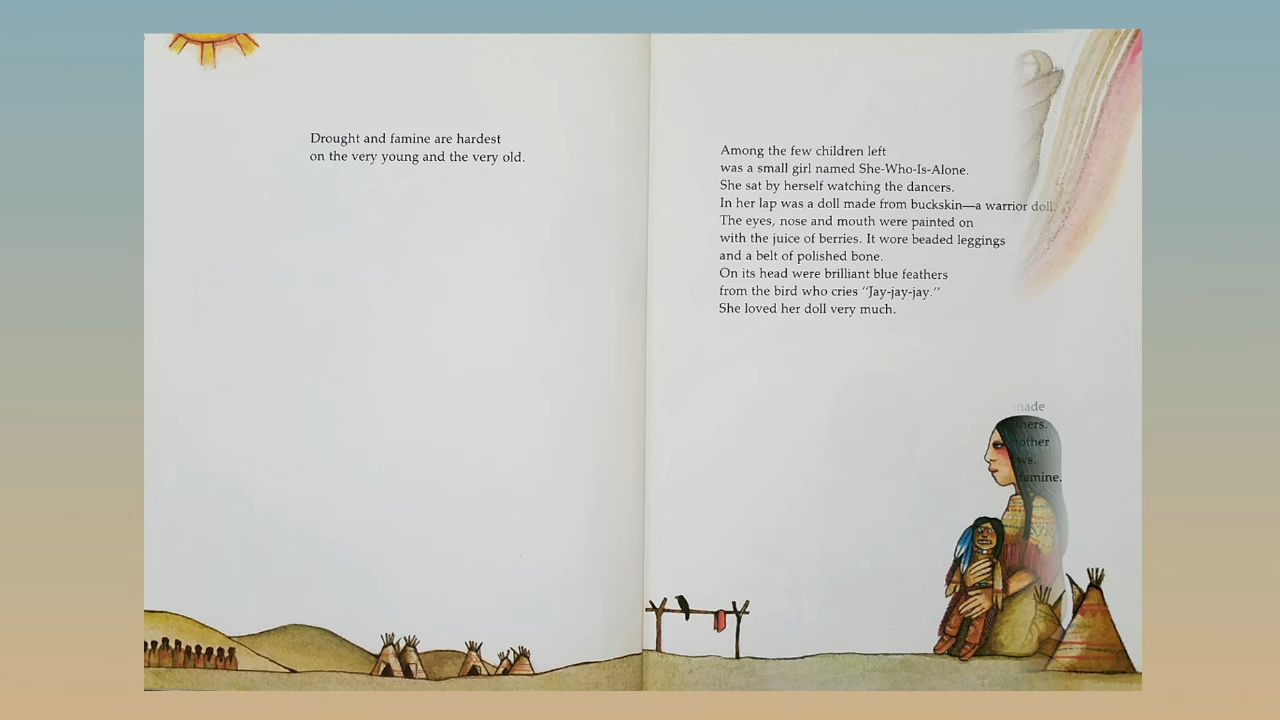 Drought and famine are hardest
on the very young and the very old.
Among the few children left
was a small girl named She-Who-Is-Alone.
She sat by herself watching the dancers.
In her lap was a doll made from buckskin—a warrior doll.
The eyes, nose and mouth were painted on
with the juice of berries. It wore beaded leggings
and a belt of polished bone.
On its head were brilliant blue feathers
from the bird who cries “Jay-jay-jay.”
She loved her doll very much.
made
famine.